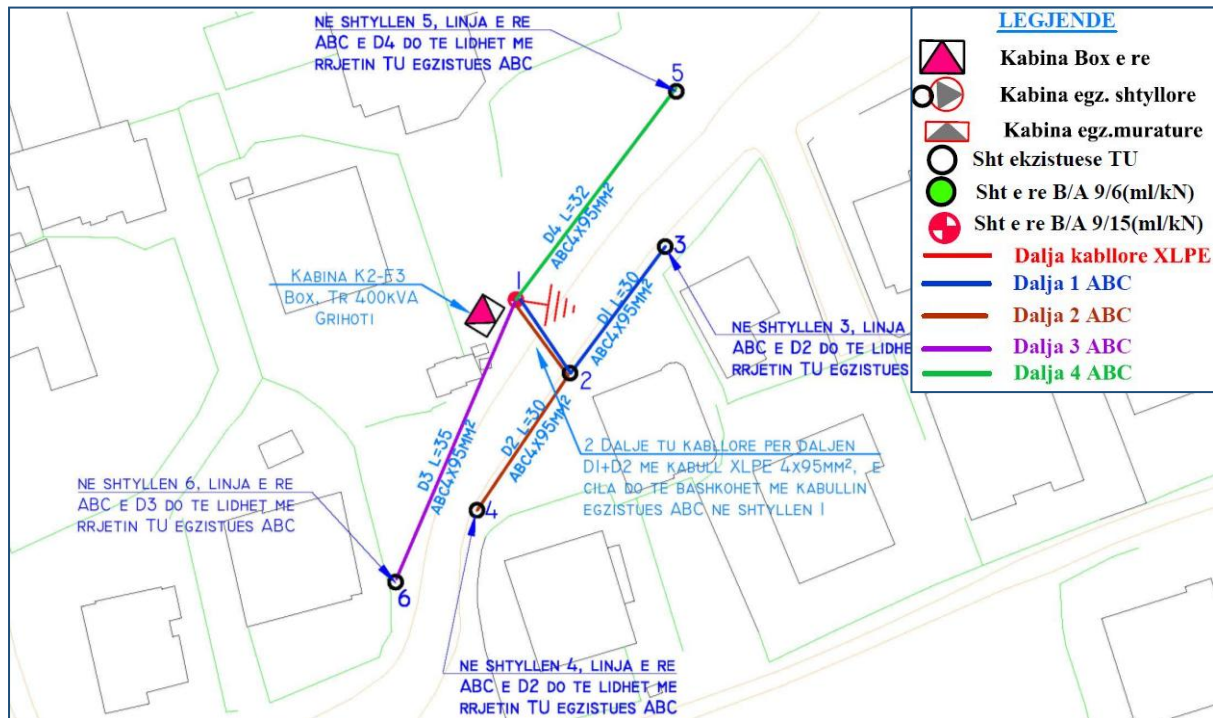 NE SHTYLLEN 5, LINJA E RE
ABC E D4 DO TE LIDHET ME
RRJETIN TU EGZISTUES ABC
5
LEGJENDE
Kabina Box e re
Kabina egz. shtyllore
Kabina egz.murature
Sht ekzistuese TU
Sht e re B/A 9/6(ml/kN)
Sht e re B/A 9/15(ml/kN)
Dalja kabllore XLPE
Dalja 1 ABC
Dalja 2 ABC
Dalja 3 ABC
Dalja 4 ABC
D4 L=32
ABC4X95MM²
3
KABINA K2-F3
BOX, TR 400KVA
GRIHOTI
1
D1 L=30
ABC4X95MM²
NE SHTYLLEN 3, LINJA
ABC E D2 DO TE LIDHE
RRJETIN TU EGZISTUES
2
D2 L=30
ABC4X95MM²
D3 L=35
ABC4X95MM²
2 DALJE TU KABLLORE PER DALJEN
D1+D2 ME KABULL XLPE 4X95MM², E
CILA DO TE BASHKOHET ME KABULLIN
EGZISTUES ABC NE SHTYLLEN 1
NE SHTYLLEN 6, LINJA E RE
ABC E D3 DO TE LIDHET ME
RRJETIN TU EGZISTUES ABC
4
6
NE SHTYLLEN 4, LINJA E RE
ABC E D2 DO TE LIDHET ME
RRJETIN TU EGZISTUES ABC